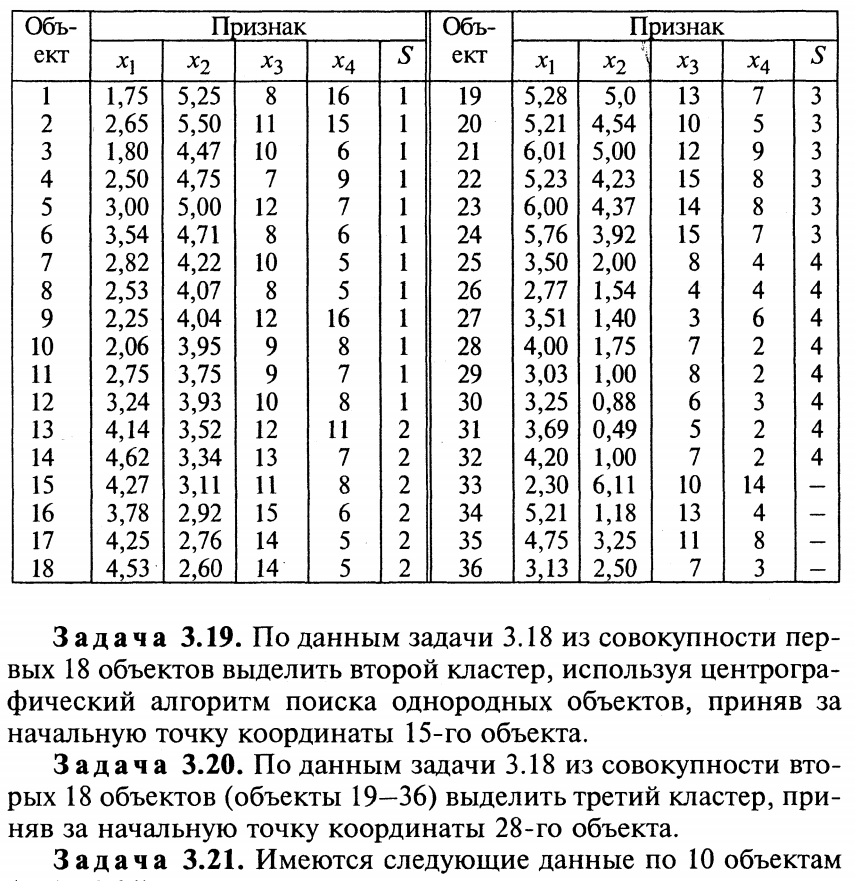 Объ- Признак Объ- Признак
ект x1 x2 x3 x4 S ект x1 x2 x3 x4 S
1 1,75 5,25 8 16 1 19 5,28 5,0 13 7 3
2 2,65 5,50 11 15 1 20 5,21 4,54 10 5 3
3 1,80 4,47 10 6 1 21 6,01 5,00 12 9 3
4 2,50 4,75 7 9 1 22 5,23 4,23 15 8 3
5 3,00 5,00 12 7 1 23 6,00 4,37 14 8 3
6 3,54 4,71 8 6 1 24 5,76 3,92 15 7 3
7 2,82 4,22 10 5 1 25 3,50 2,00 8 4 4
8 2,53 4,07 8 5 1 26 2,77 1,54 4 4 4
9 2,25 4,04 12 16 1 27 3,51 1,40 3 6 4
10 2,06 3,95 9 8 1 28 4,00 1,75 7 2 4
11 2,75 3,75 9 7 1 29 3,03 1,00 8 2 4
12 3,24 3,93 10 8 1 30 3,25 0,88 6 3 4
13 4,14 3,52 12 11 2 31 3,69 0,49 5 2 4
14 4,62 3,34 13 7 2 32 4,20 1,00 7 2 4
15 4,27 3,11 11 8 2 33 2,30 6,11 10 14 –
16 3,78 2,92 15 6 2 34 5,21 1,18 13 4 –
17 4,25 2,76 14 5 2 35 4,75 3,25 11 8 –
18 4,53 2,60 14 5 2 36 3,13 2,50 7 3 –
Задача 3.19. По данным задачи 3.18 из совокупности пер-
вых 18 объектов выделить второй кластер, используя центрогра-
фический алгоритм поиска однородных объектов, приняв за
начальную точку координаты 15-го объекта.
Задача 3.20. По данным задачи 3.18 из совокупности вто-
рых 18 объектов (объекты 19–36) выделить третий кластер, при-
няв за начальную точку координаты 28-го объекта.
Задача 3.21. Имеются следующие данные по 10 объектам